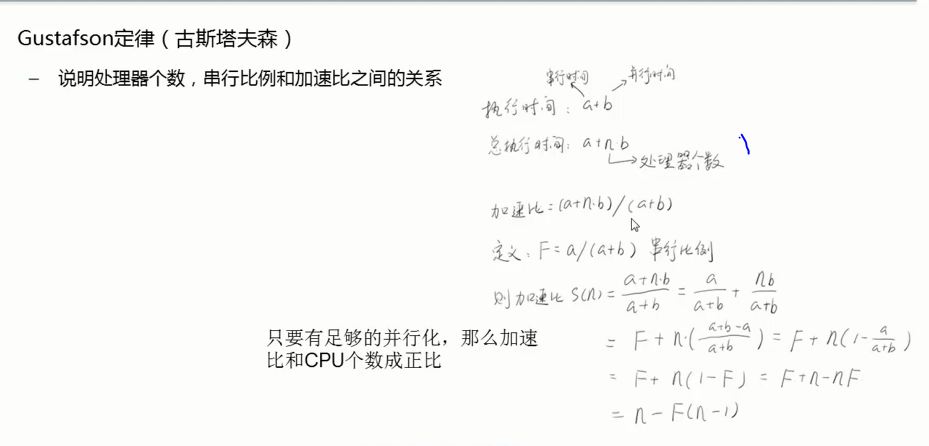 Gustafson定律（古斯塔夫森）
– 说明处理器个数，串行比例和加速比之间的关系
串行时间 并行时间
执行时间：a+b
总执行时间：a+nb
处理器个数
加速比=(a+n·b)/(a+b)
定义：F=a/(a+b) 串行比例
则加速比 S(n)=\frac{a+n·b}{a+b}=\frac{a}{a+b}+\frac{nb}{a+b}
只要有足够的并行化，那么加速
比和CPU个数成正比
= F+n·(\frac{a+b-a}{a+b}) = F+n(1-\frac{a}{a+b})
= F+n(1-F) = F+n-nF
= n-F(n-1)